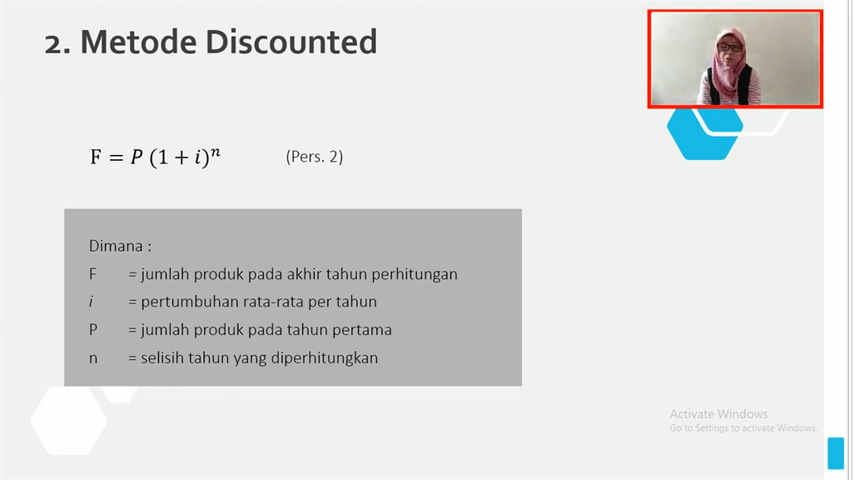 2. Metode Discounted
F = P (1 + i)ⁿ (Pers. 2)
Dimana :
F = jumlah produk pada akhir tahun perhitungan
i = pertumbuhan rata-rata per tahun
P = jumlah produk pada tahun pertama
n = selisih tahun yang diperhitungkan
Activate Windows
Go to Settings to activate Windows.